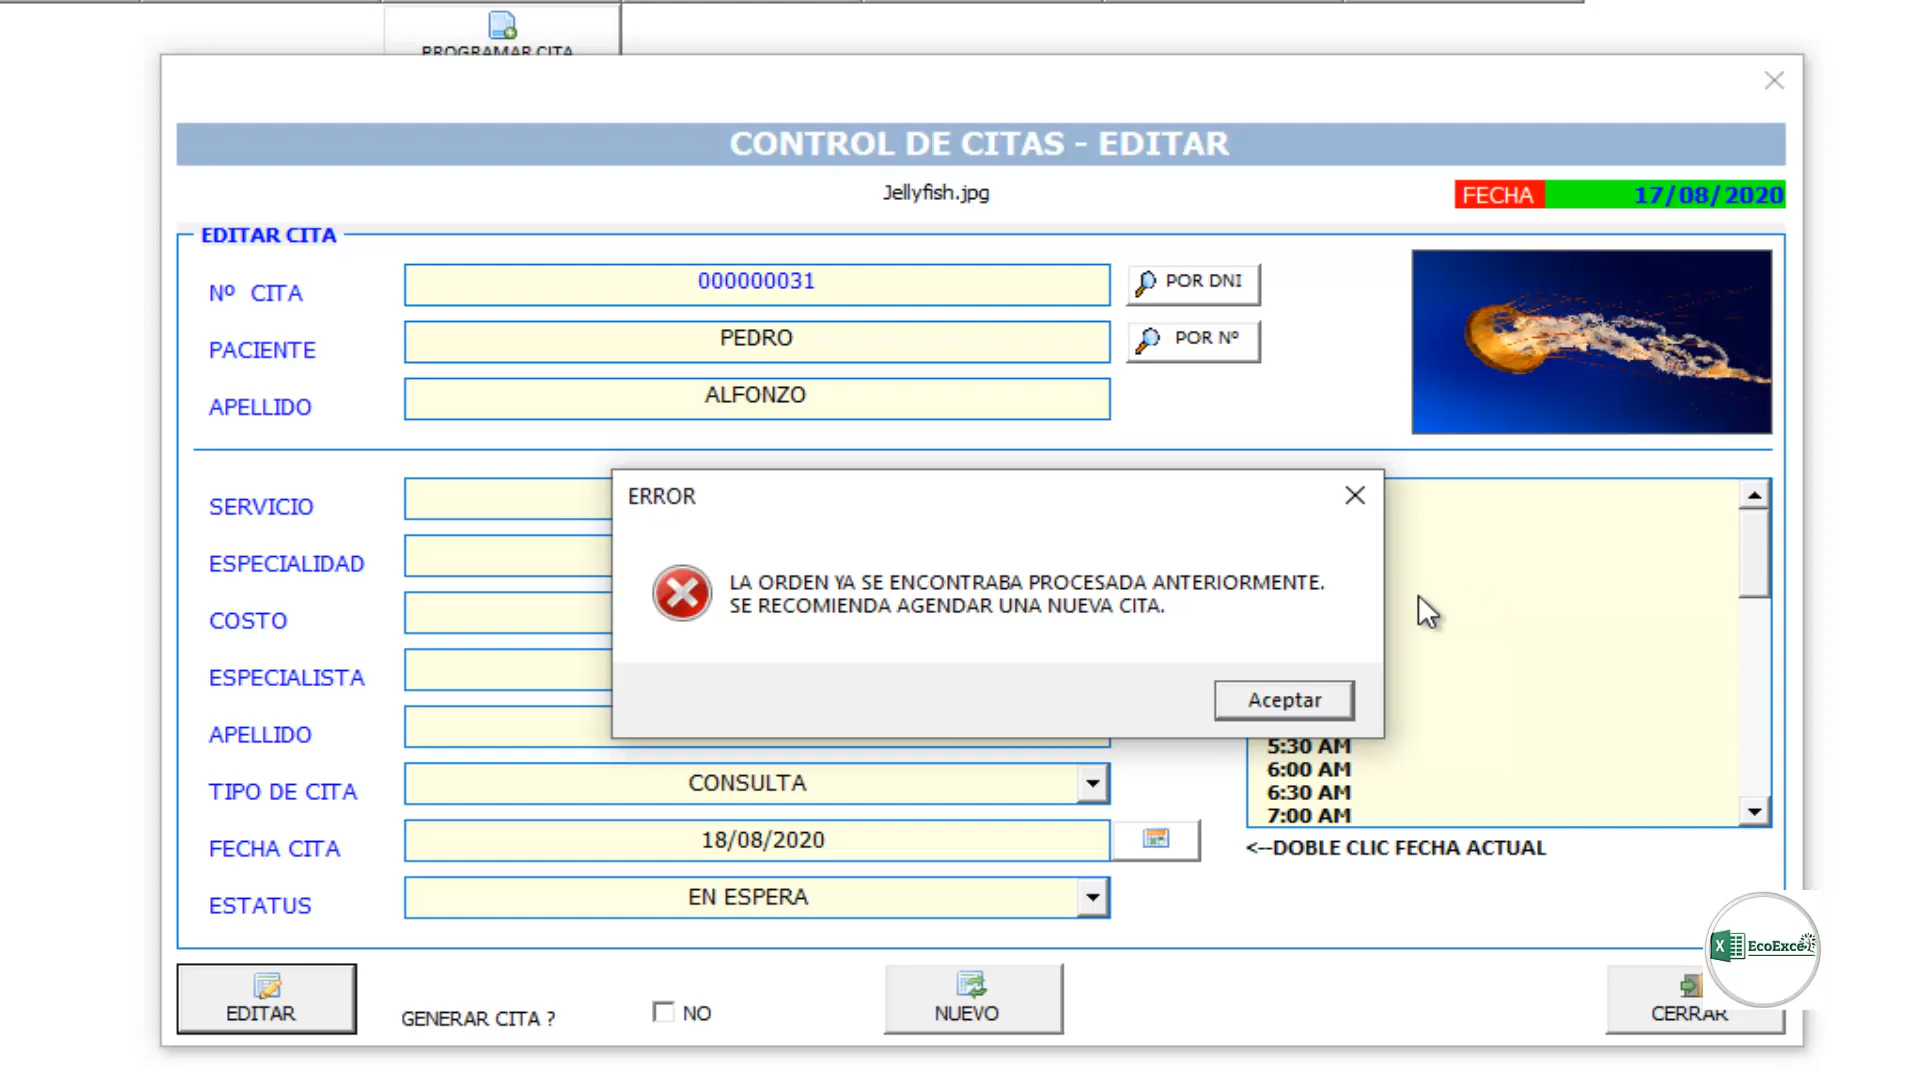 PROGRAMAR CITA
CONTROL DE CITAS - EDITAR
Jellyfish.jpg
FECHA 17/08/2020
EDITAR CITA
Nº CITA 000000031 POR DNI
PACIENTE PEDRO POR Nº
APELLIDO ALFONZO
SERVICIO
ESPECIALIDAD
COSTO
ESPECIALISTA
APELLIDO
ERROR
LA ORDEN YA SE ENCONTRABA PROCESADA ANTERIORMENTE.
SE RECOMIENDA AGENDAR UNA NUEVA CITA.
Aceptar
5:30 AM
6:00 AM
6:30 AM
7:00 AM
TIPO DE CITA CONSULTA
FECHA CITA 18/08/2020
<--DOBLE CLIC FECHA ACTUAL
ESTATUS EN ESPERA
EcoExcel
EDITAR
GENERAR CITA ?
NO
NUEVO
CERRAR